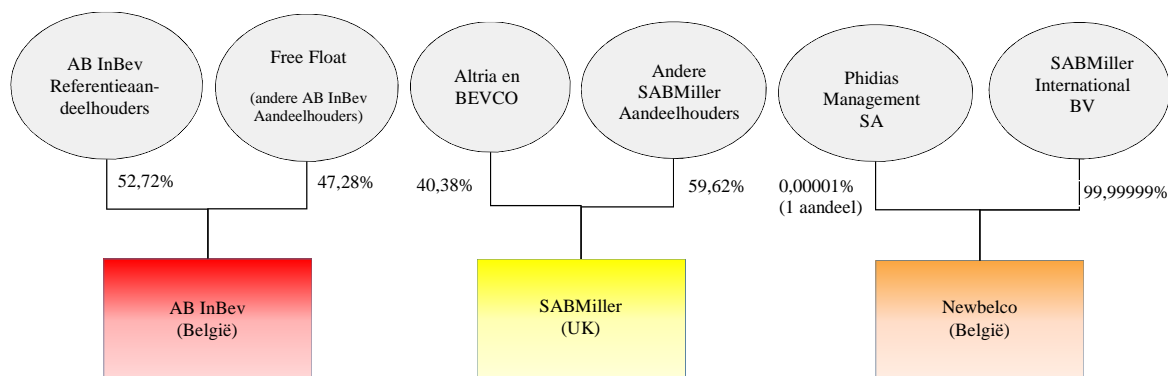 AB InBev
Referentieaan-
deelhouders
Free Float
(andere AB InBev
Aandeelhouders)
Altria en
BEVCO
Andere
SABMiller
Aandeelhouders
Phidias
Management
SA
SABMiller
International
BV
52,72%
47,28%
40,38%
59,62%
0,00001%
(1 aandeel)
99,99999%
AB InBev
(België)
SABMiller
(UK)
Newbelco
(België)